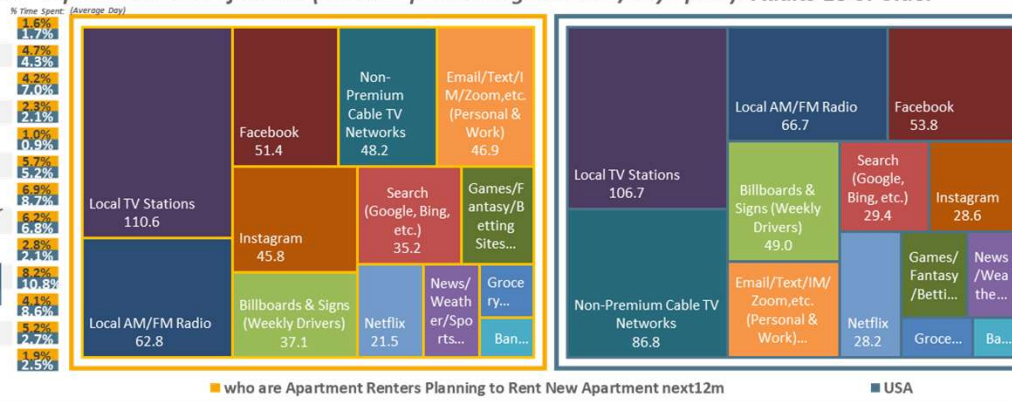 % Time Spent: (Average Day)
Adults 18 or older
1.6%
1.7%
4.7%
4.3%
4.2%
7.0%
2.3%
2.1%
1.0%
0.9%
5.7%
5.2%
6.9%
8.7%
6.2%
6.8%
2.8%
2.1%
8.2%
10.8%
4.1%
8.6%
5.2%
2.7%
1.9%
2.5%
Local TV Stations
110.6
Local AM/FM Radio
62.8
Facebook
51.4
Non-
Premium
Cable TV
Networks
48.2
Email/Text/I
M/Zoom,etc.
(Personal &
Work)
46.9
Instagram
45.8
Billboards & Signs
(Weekly Drivers)
37.1
Search
(Google, Bing,
etc.)
35.2
Games/F
antasy/B
etting
Sites...
Netflix
21.5
News/
Weath
er/Spo
rts...
Groce
ry...
Ban...
Local TV Stations
106.7
Non-Premium Cable TV
Networks
86.8
Local AM/FM Radio
66.7
Facebook
53.8
Billboards &
Signs (Weekly
Drivers)
49.0
Email/Text/IM/
Zoom,etc.
(Personal &
Work)...
Search
(Google,
Bing, etc.)
29.4
Instagram
28.6
Netflix
28.2
Games/
Fantasy
/Betti...
News
/Wea
the...
Groce...
Ba...
who are Apartment Renters Planning to Rent New Apartment next12m
USA